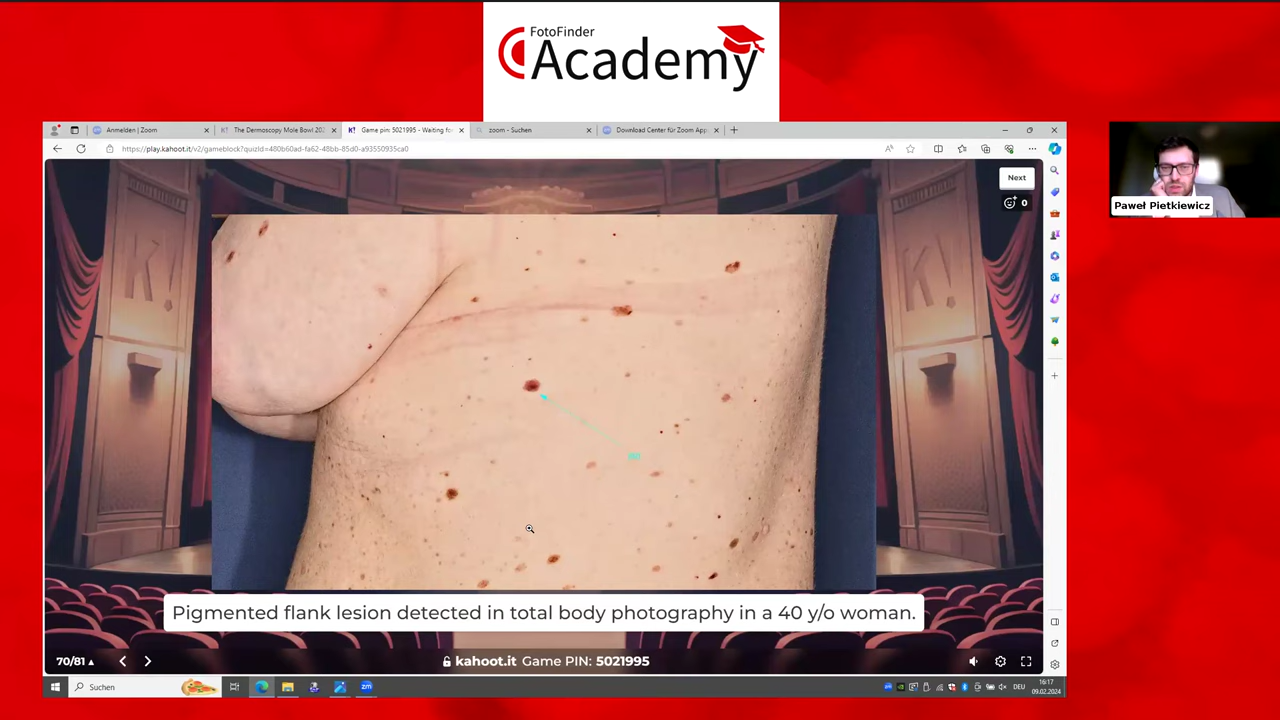 FotoFinder
Academy
Anmelden | Zoom
K! The Dermoscopy Mole Bowl 202
K! Game pin: 5021995 - Waiting fo
zoom - Suchen
Download Center für Zoom App
https://play.kahoot.it/v2/gameblock?quizId=480b60ad-fa62-48bb-85d0-a93550935ca0
Next
0
K!
K!
Paweł Pietkiewicz
Pigmented flank lesion detected in total body photography in a 40 y/o woman.
70/81
kahoot.it Game PIN: 5021995
Suchen
zm
DEU
16:17
09.02.2024